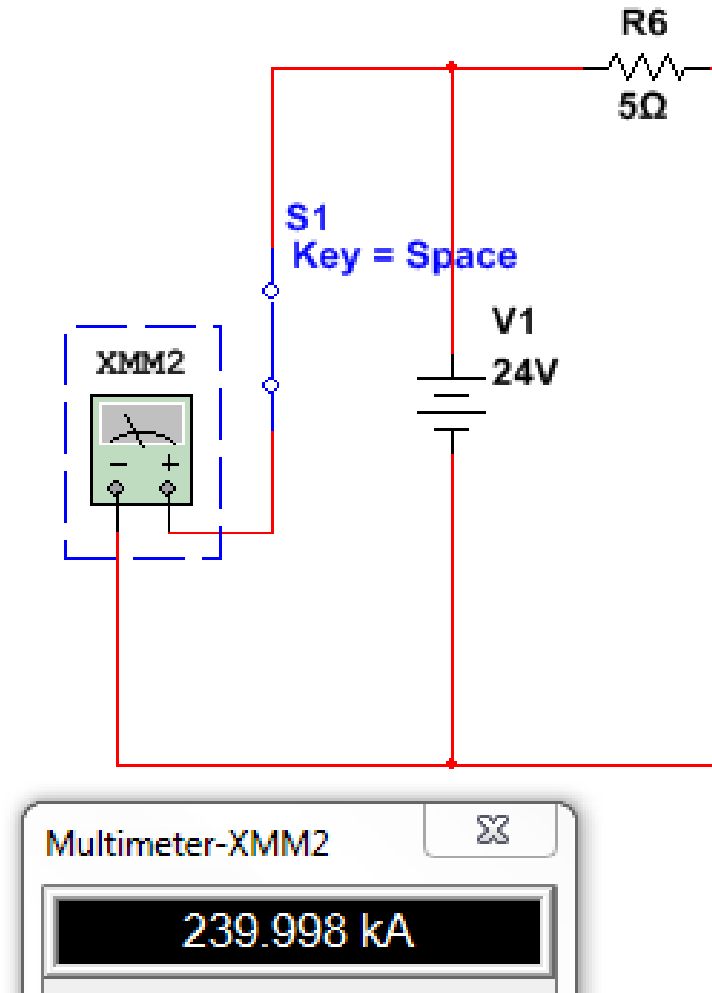 R6
5Ω
S1
Key = Space
V1
24V
XMM2
− +
Multimeter-XMM2
239.998 kA